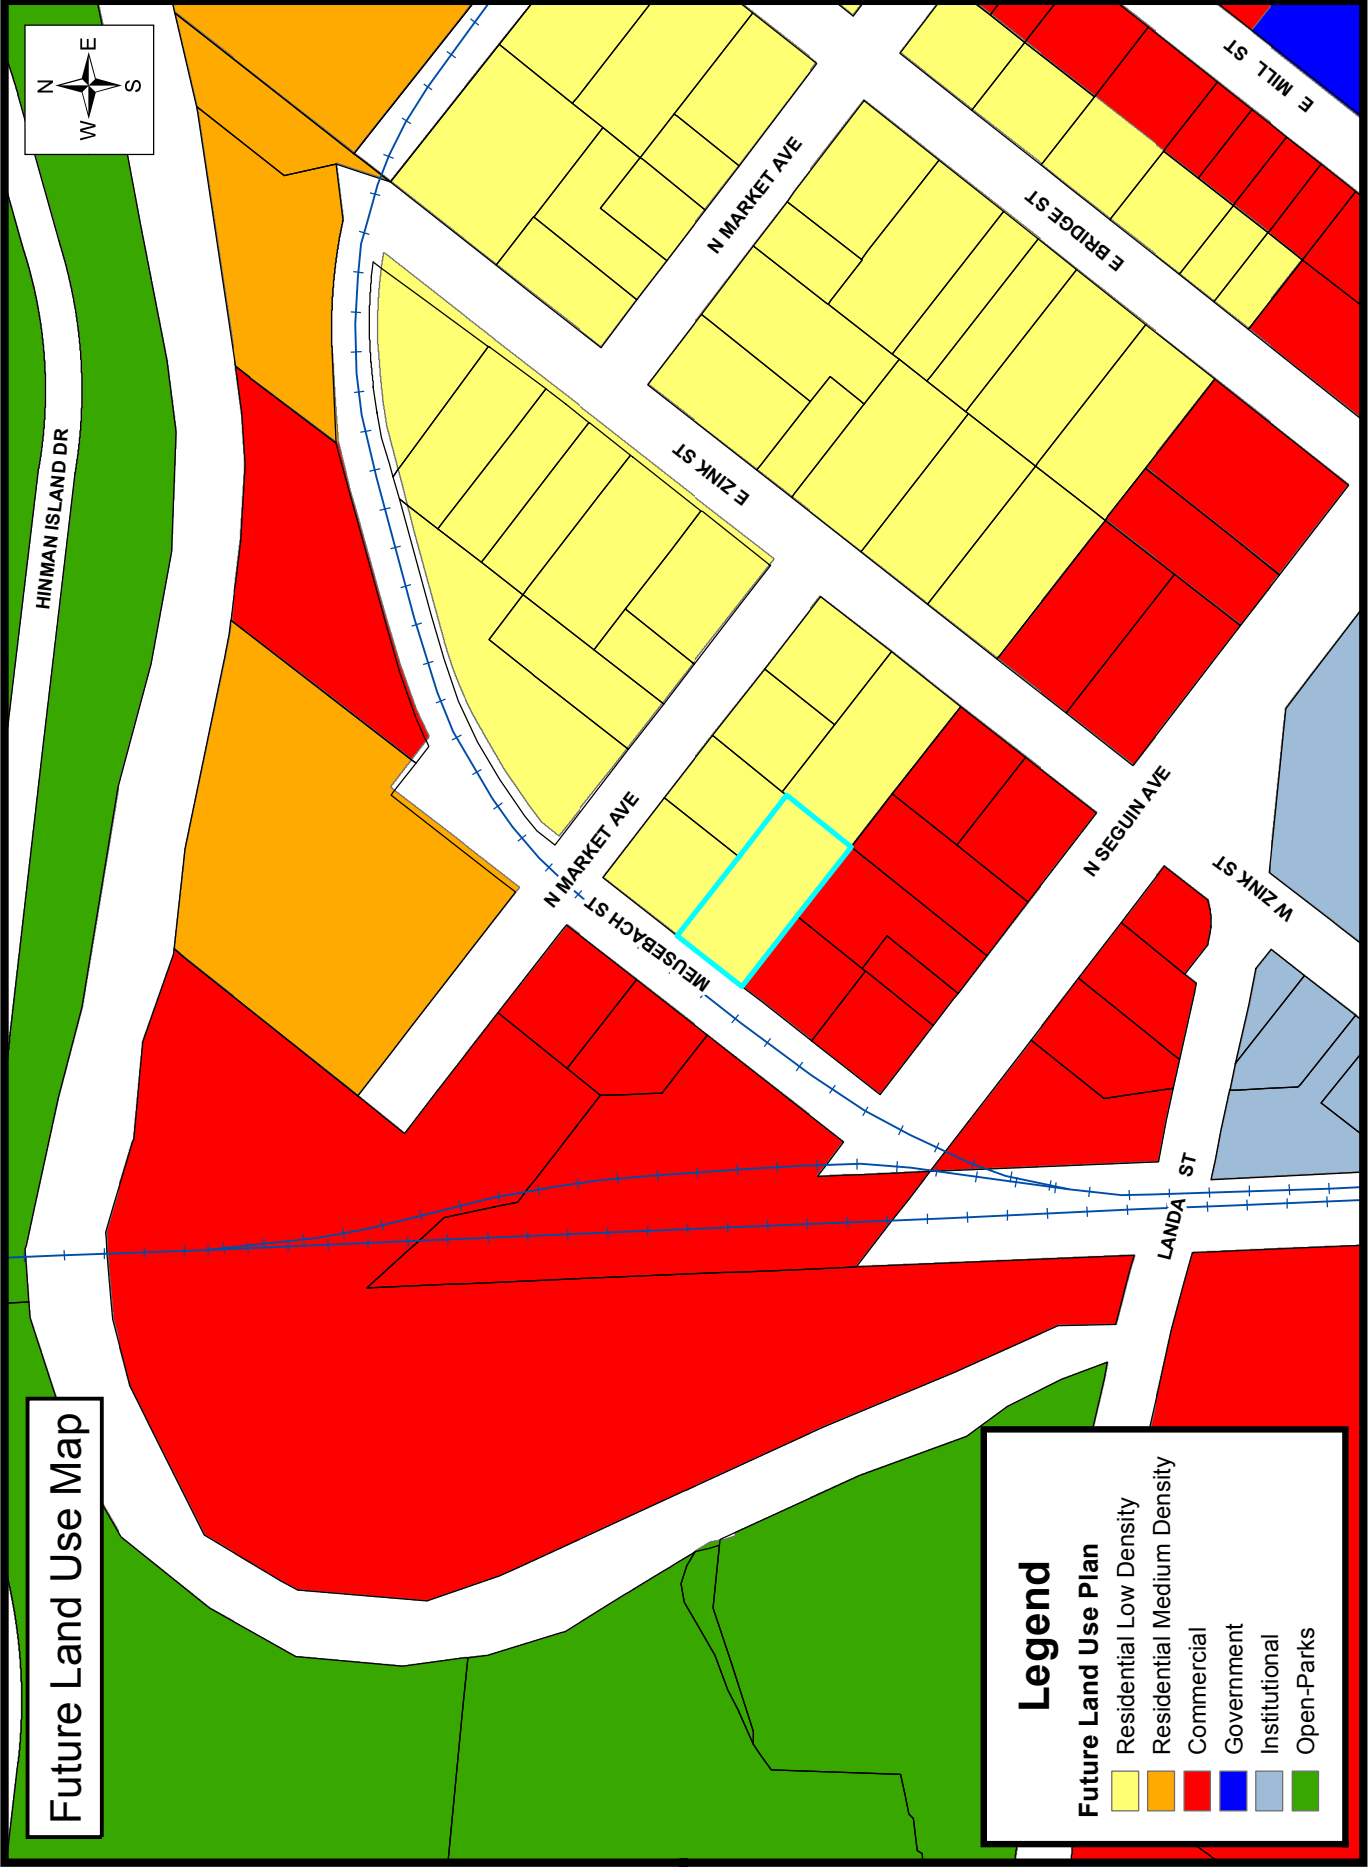 Future Land Use Map
N
W E
S
HINMAN ISLAND DR
N MARKET AVE
E MILL ST
E BRIDGE ST
E ZINK ST
N MARKET AVE
MEUSEBACH ST
N SEGUIN AVE
W ZINK ST
LANDA ST
Legend
Future Land Use Plan
Residential Low Density
Residential Medium Density
Commercial
Government
Institutional
Open-Parks